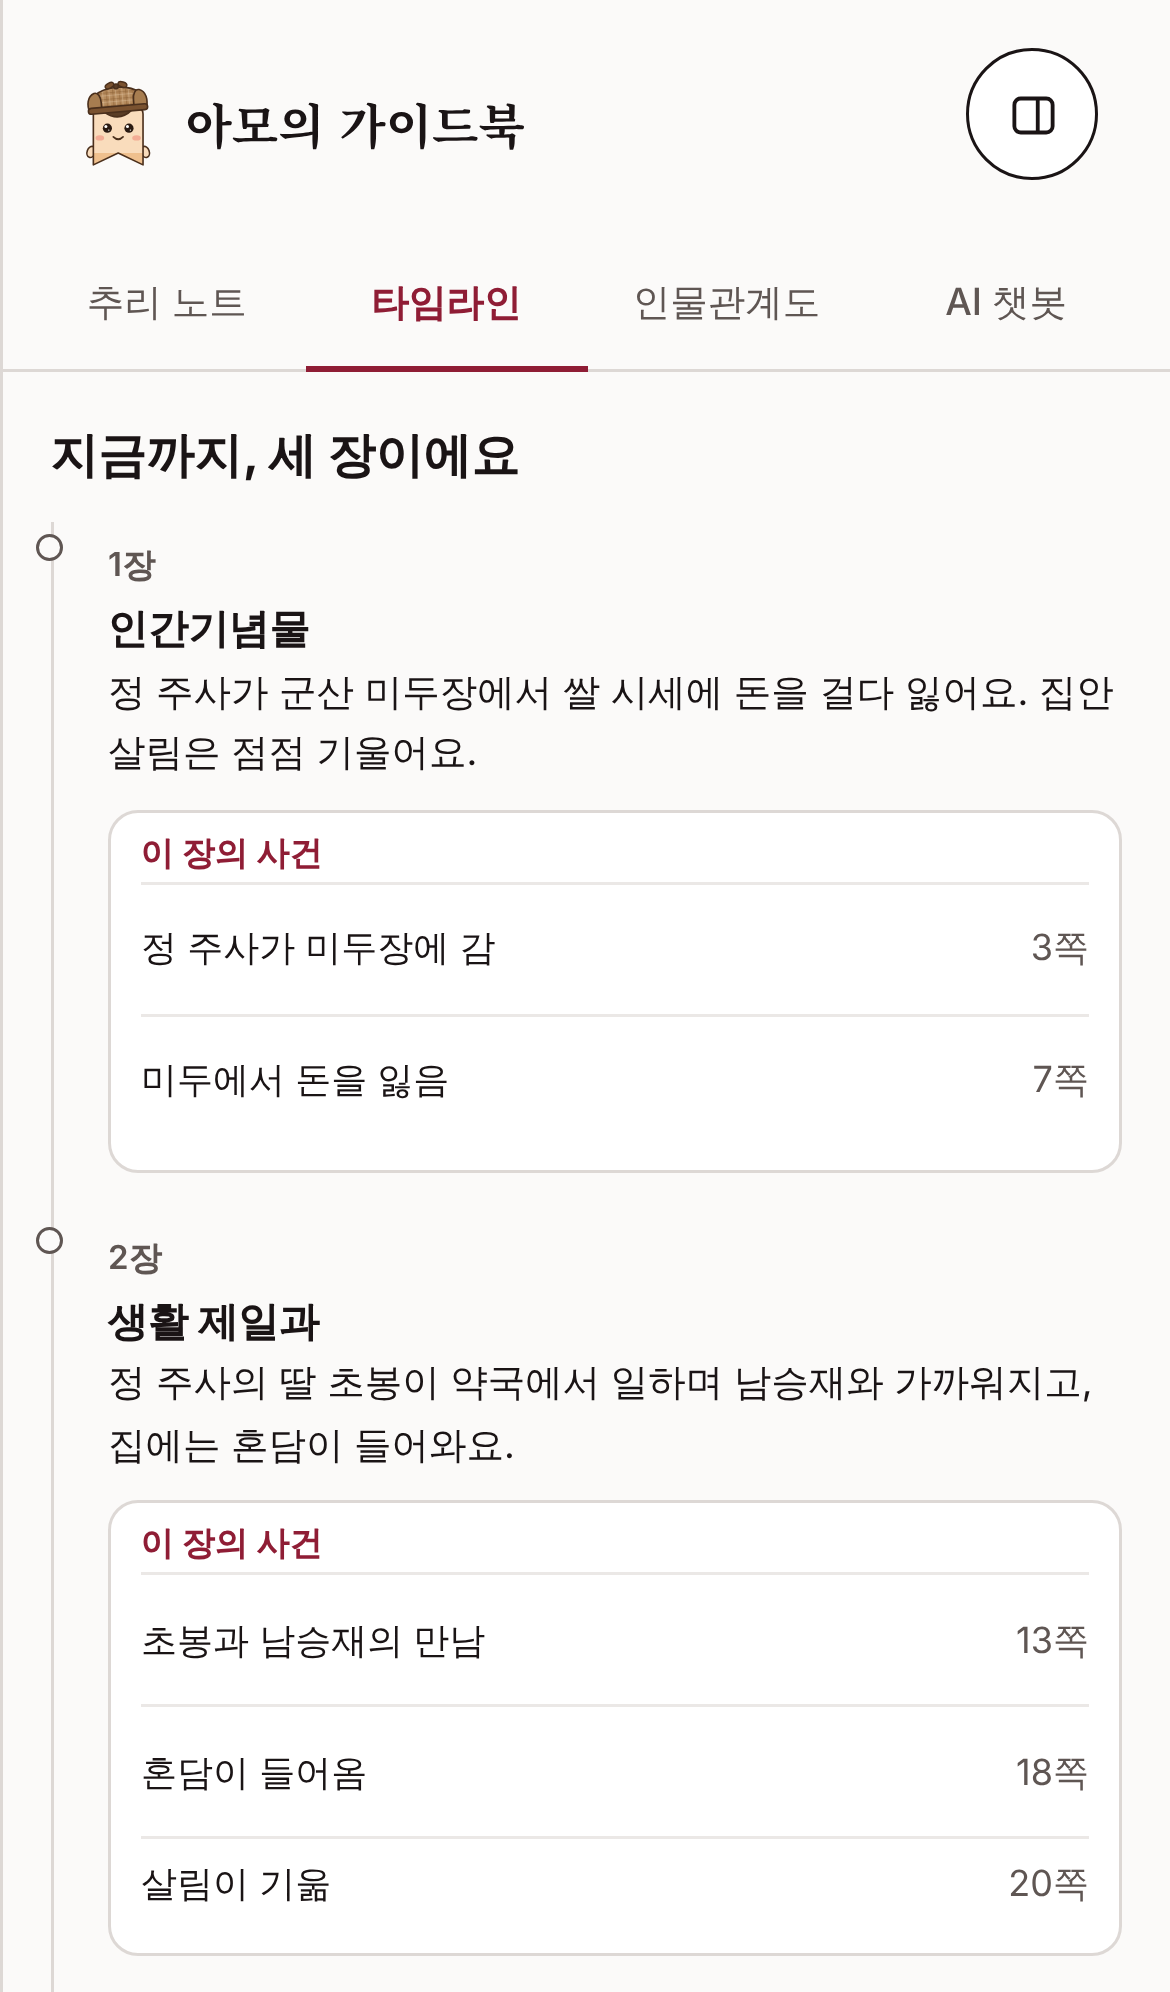 아모의 가이드북
추리 노트 타임라인 인물관계도 AI 챗봇
지금까지, 세 장이에요
1장
인간기념물
정 주사가 군산 미두장에서 쌀 시세에 돈을 걸다 잃어요. 집안
살림은 점점 기울어요.
이 장의 사건
정 주사가 미두장에 감 3쪽
미두에서 돈을 잃음 7쪽
2장
생활 제일과
정 주사의 딸 초봉이 약국에서 일하며 남승재와 가까워지고,
집에는 혼담이 들어와요.
이 장의 사건
초봉과 남승재의 만남 13쪽
혼담이 들어옴 18쪽
살림이 기욺 20쪽